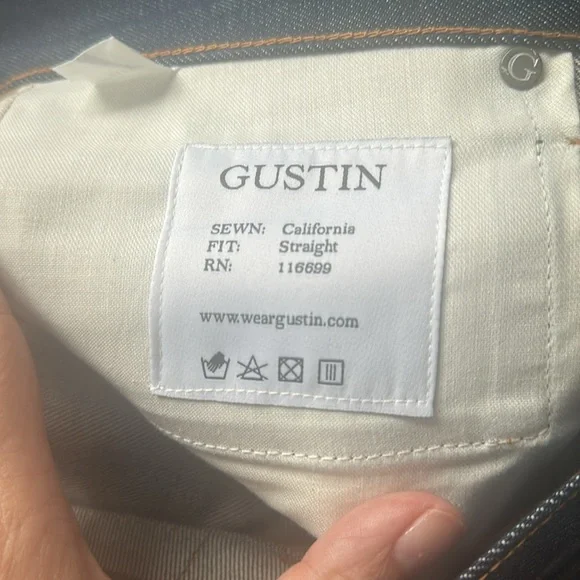 G
GUSTIN
SEWN: California
FIT: Straight
RN: 116699
www.weargustin.com